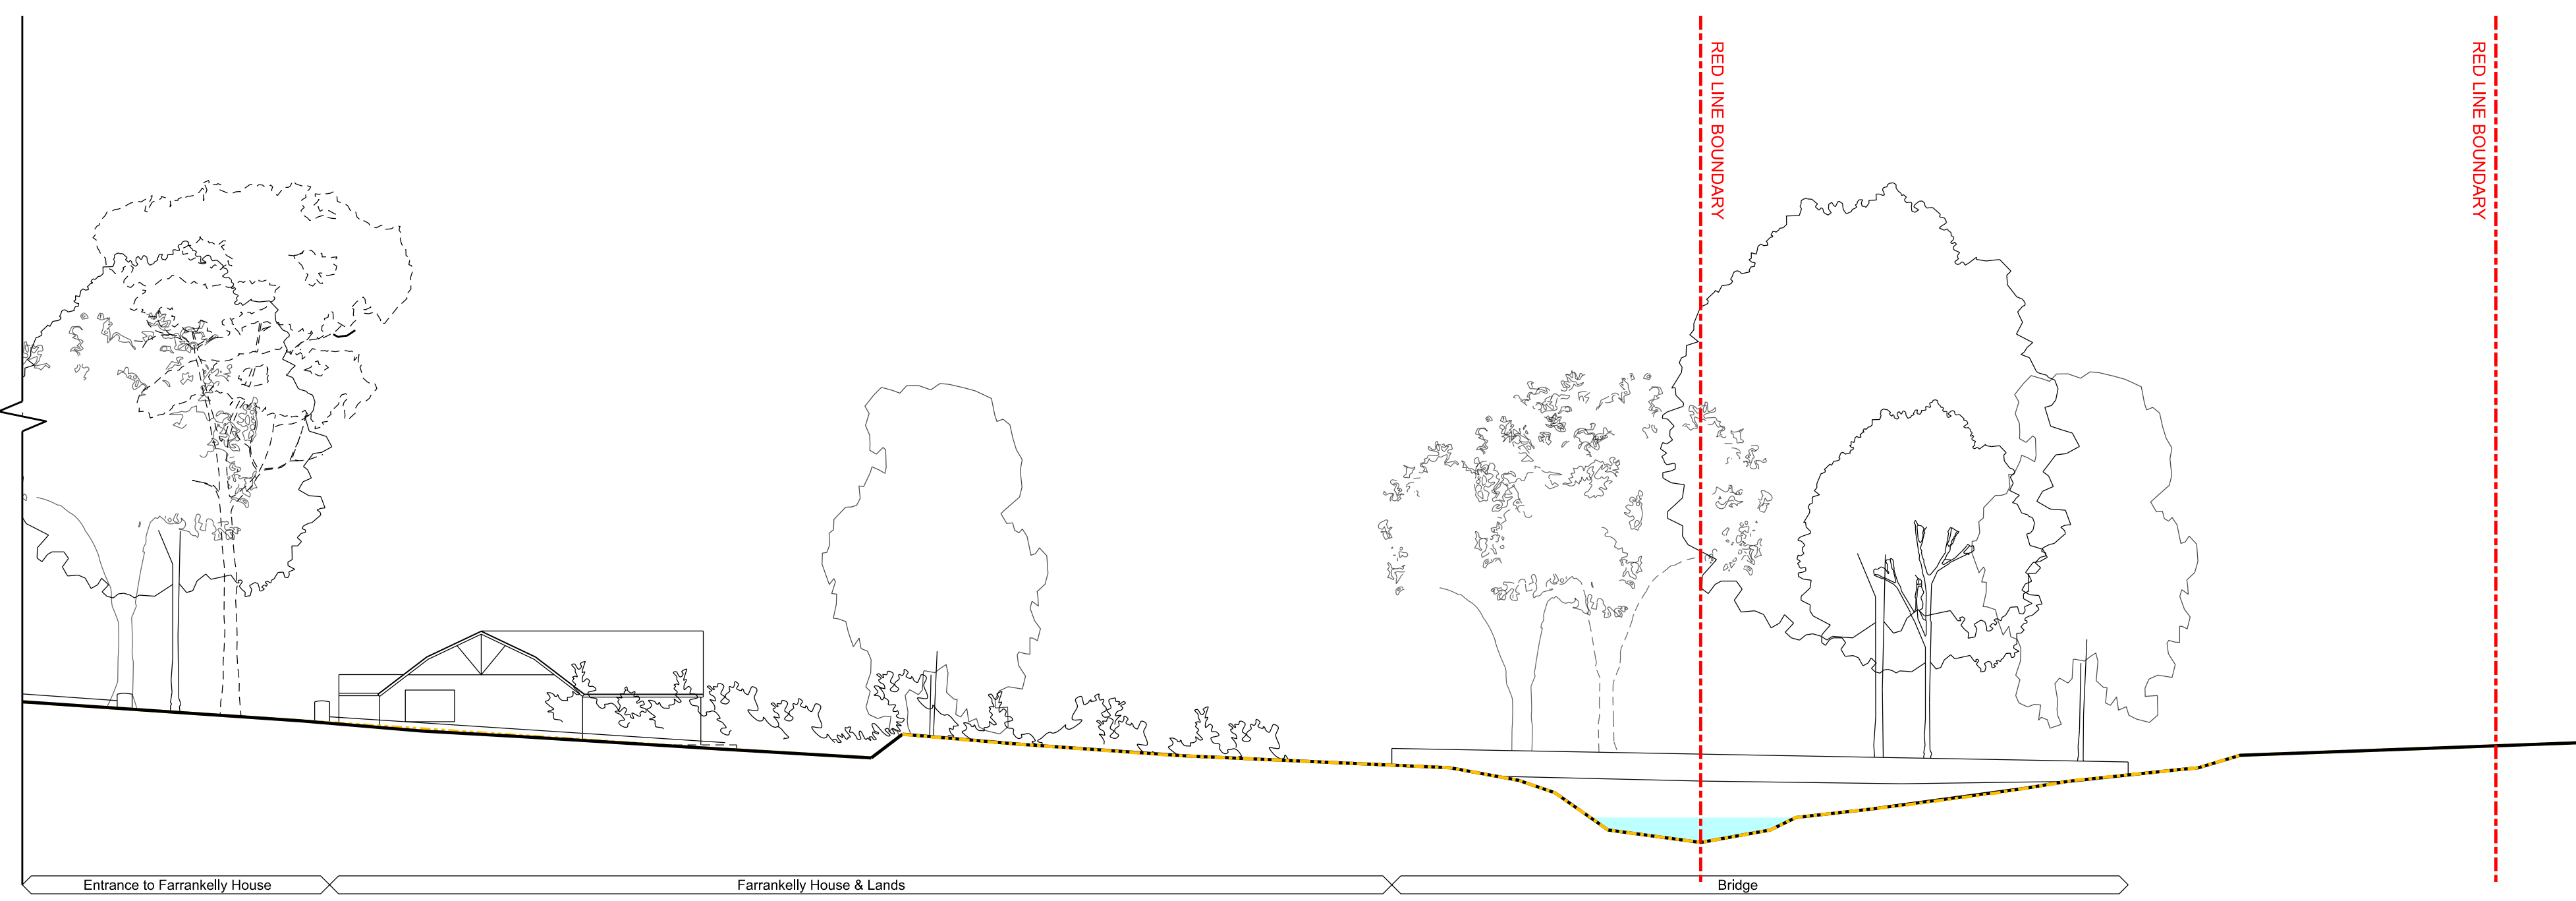 RED LINE BOUNDARY
RED LINE BOUNDARY
Entrance to Farrankelly House
Farrankelly House & Lands
Bridge